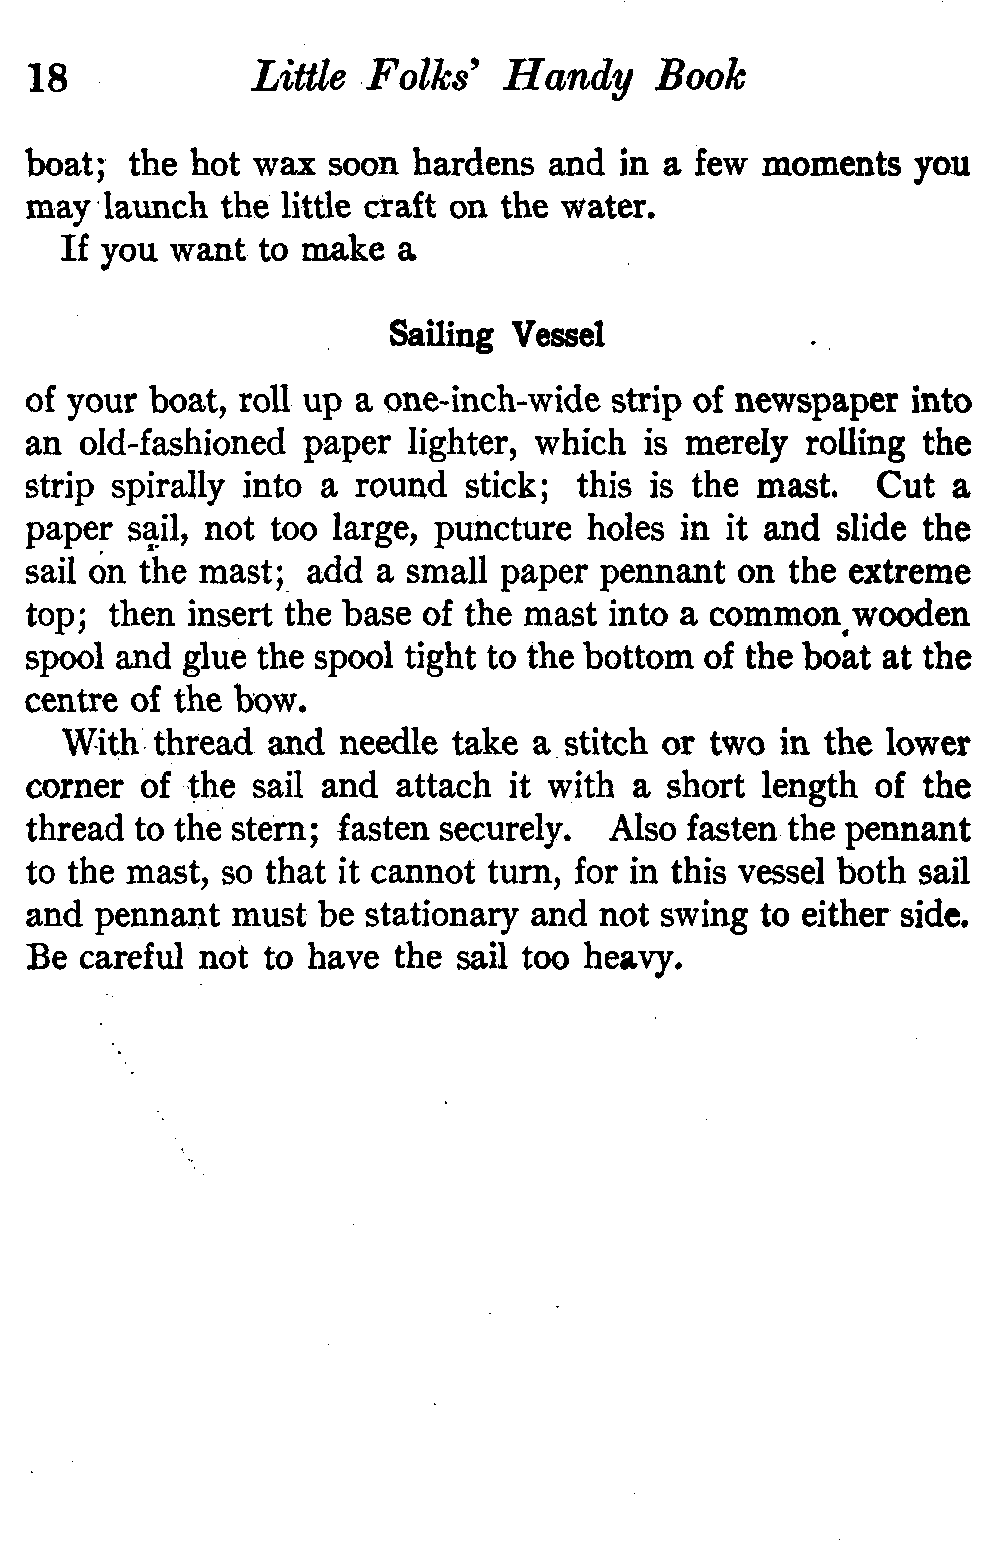 18 Little Folks' Handy Book
boat; the hot wax soon hardens and in a few moments you
may launch the little craft on the water.
If you want to make a
Sailing Vessel
of your boat, roll up a one-inch-wide strip of newspaper into
an old-fashioned paper lighter, which is merely rolling the
strip spirally into a round stick; this is the mast. Cut a
paper sail, not too large, puncture holes in it and slide the
sail on the mast; add a small paper pennant on the extreme
top; then insert the base of the mast into a common wooden
spool and glue the spool tight to the bottom of the boat at the
centre of the bow.
With thread and needle take a stitch or two in the lower
corner of the sail and attach it with a short length of the
thread to the stern; fasten securely. Also fasten the pennant
to the mast, so that it cannot turn, for in this vessel both sail
and pennant must be stationary and not swing to either side.
Be careful not to have the sail too heavy.